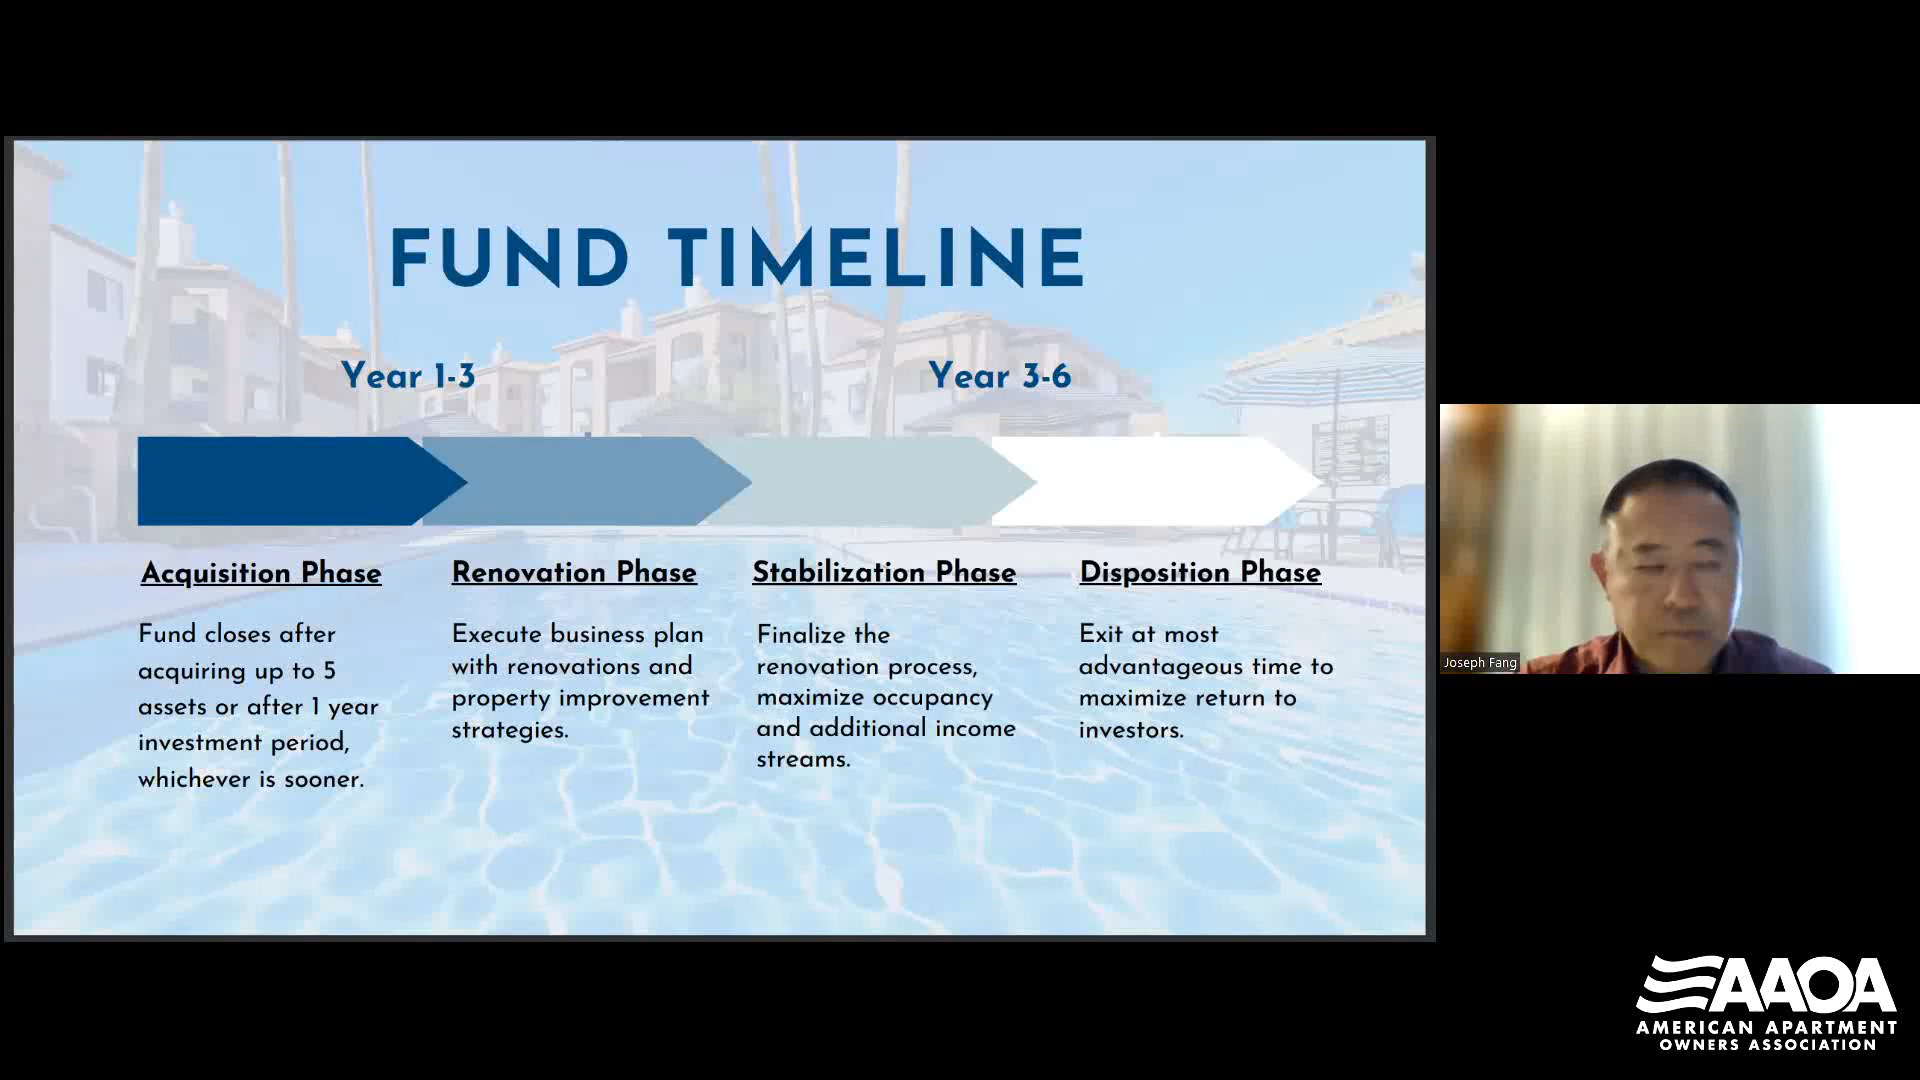 FUND TIMELINE
Year 1-3
Year 3-6
Acquisition Phase
Fund closes after
acquiring up to 5
assets or after 1 year
investment period,
whichever is sooner.
Renovation Phase
Execute business plan
with renovations and
property improvement
strategies.
Stabilization Phase
Finalize the
renovation process,
maximize occupancy
and additional income
streams.
Disposition Phase
Exit at most
advantageous time to
maximize return to
investors.
Joseph Fang
AAOA
AMERICAN APARTMENT
OWNERS ASSOCIATION